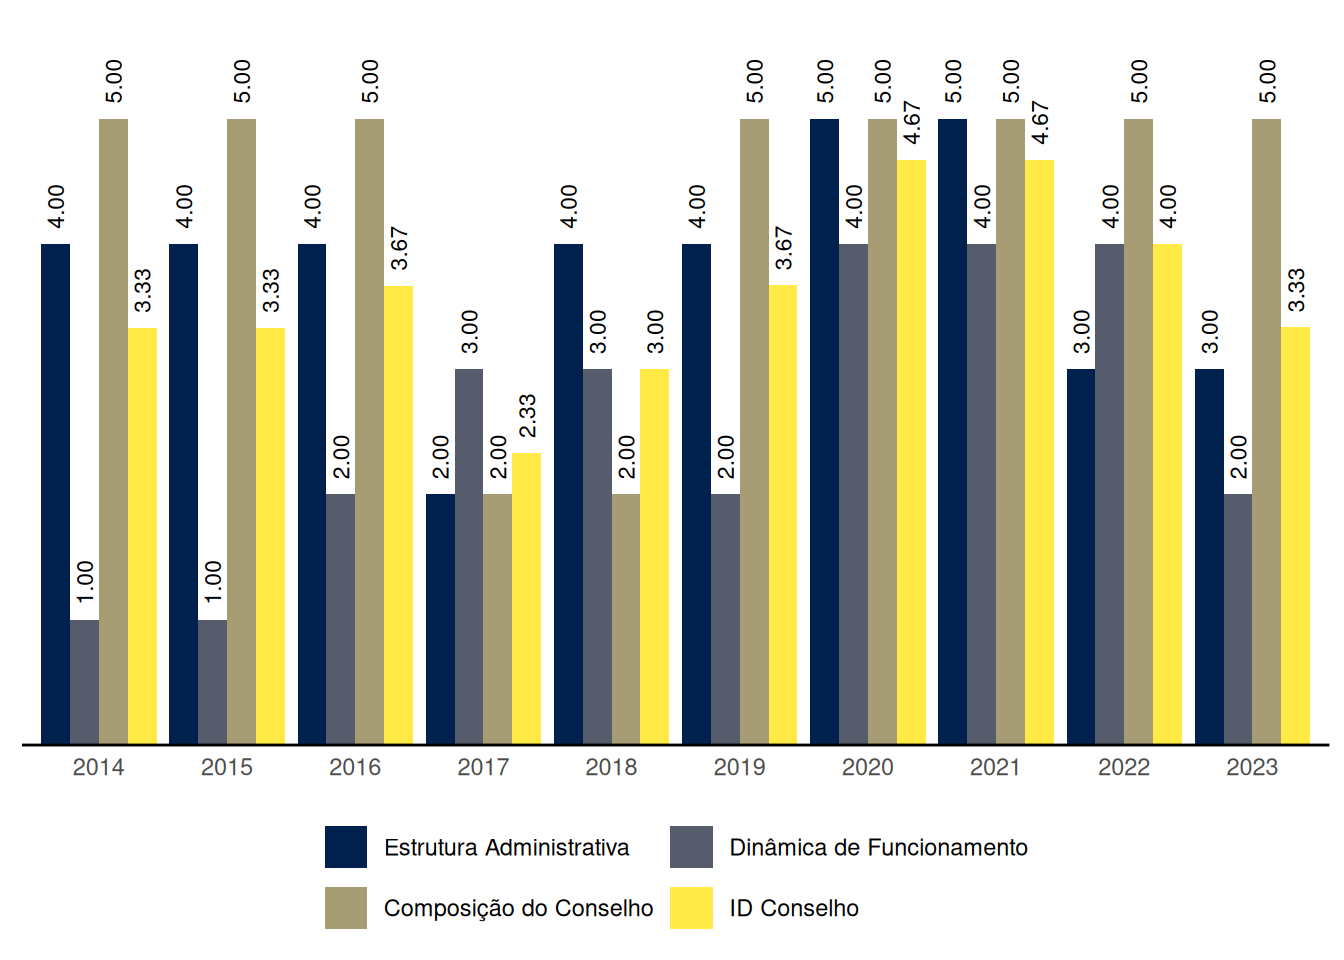 4.00 1.00 5.00 3.33 4.00 1.00 5.00 3.33 4.00 2.00 5.00 3.67 2.00 3.00 2.00 2.33 4.00 3.00 2.00 3.00 4.00 2.00 5.00 3.67 5.00 4.00 5.00 4.67 5.00 4.00 5.00 4.67 3.00 4.00 5.00 4.00 3.00 2.00 5.00 3.33
2014 2015 2016 2017 2018 2019 2020 2021 2022 2023
Estrutura Administrativa Dinâmica de Funcionamento
Composição do Conselho ID Conselho